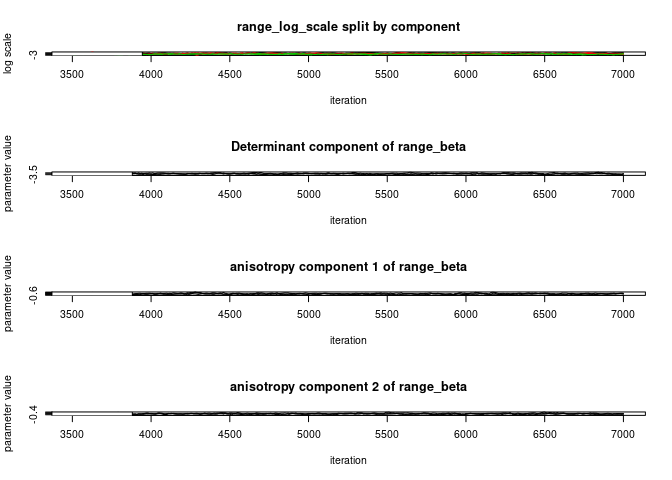 range_log_scale split by component
log scale
-3
3500 4000 4500 5000 5500 6000 6500 7000
iteration
Determinant component of range_beta
parameter value
-3.5
3500 4000 4500 5000 5500 6000 6500 7000
iteration
anisotropy component 1 of range_beta
parameter value
-0.6
3500 4000 4500 5000 5500 6000 6500 7000
iteration
anisotropy component 2 of range_beta
parameter value
-0.4
3500 4000 4500 5000 5500 6000 6500 7000
iteration